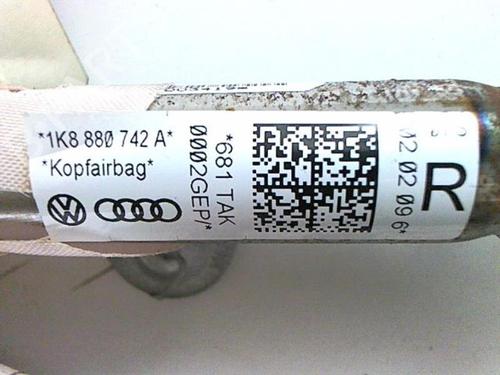 *1K8 880 742 A*
*Kopfairbag*
*681 TAK
0002GEP*
02 02 09 6*
R